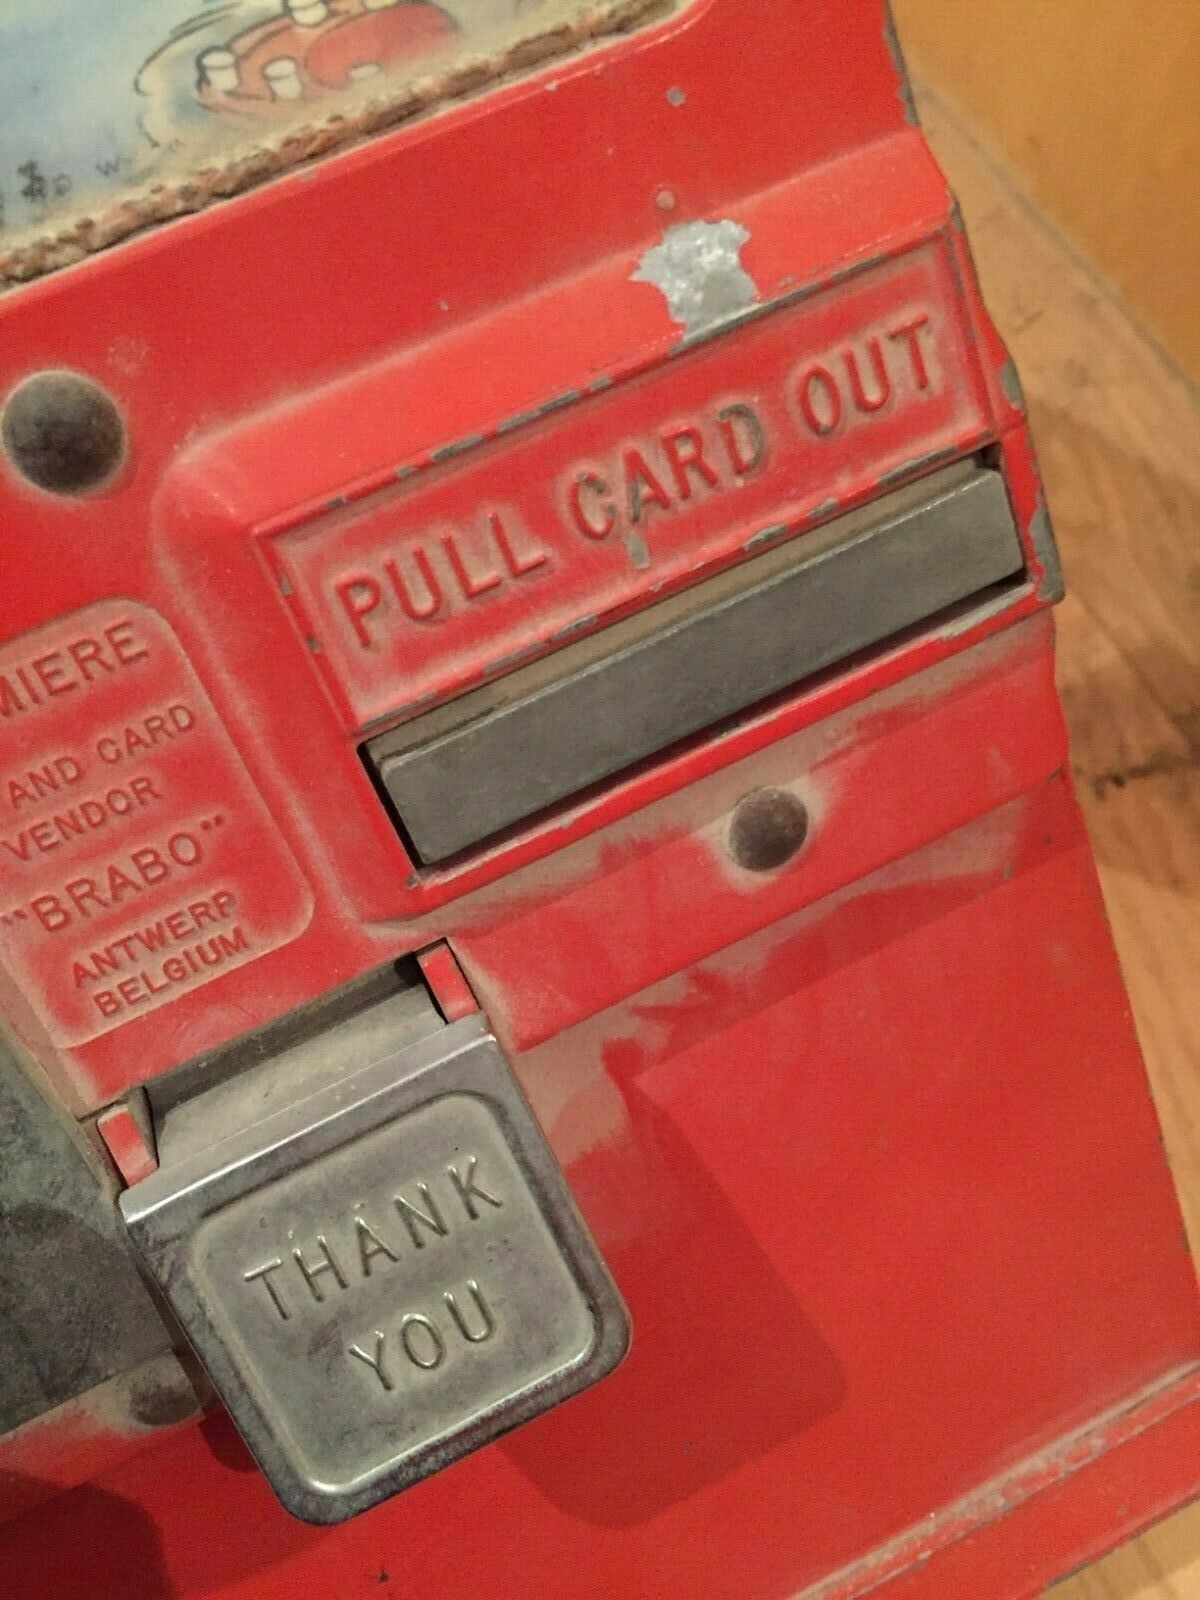 PULL CARD OUT
MIERE
AND CARD
VENDOR
"BRABO"
ANTWERP
BELGIUM
THANK
YOU